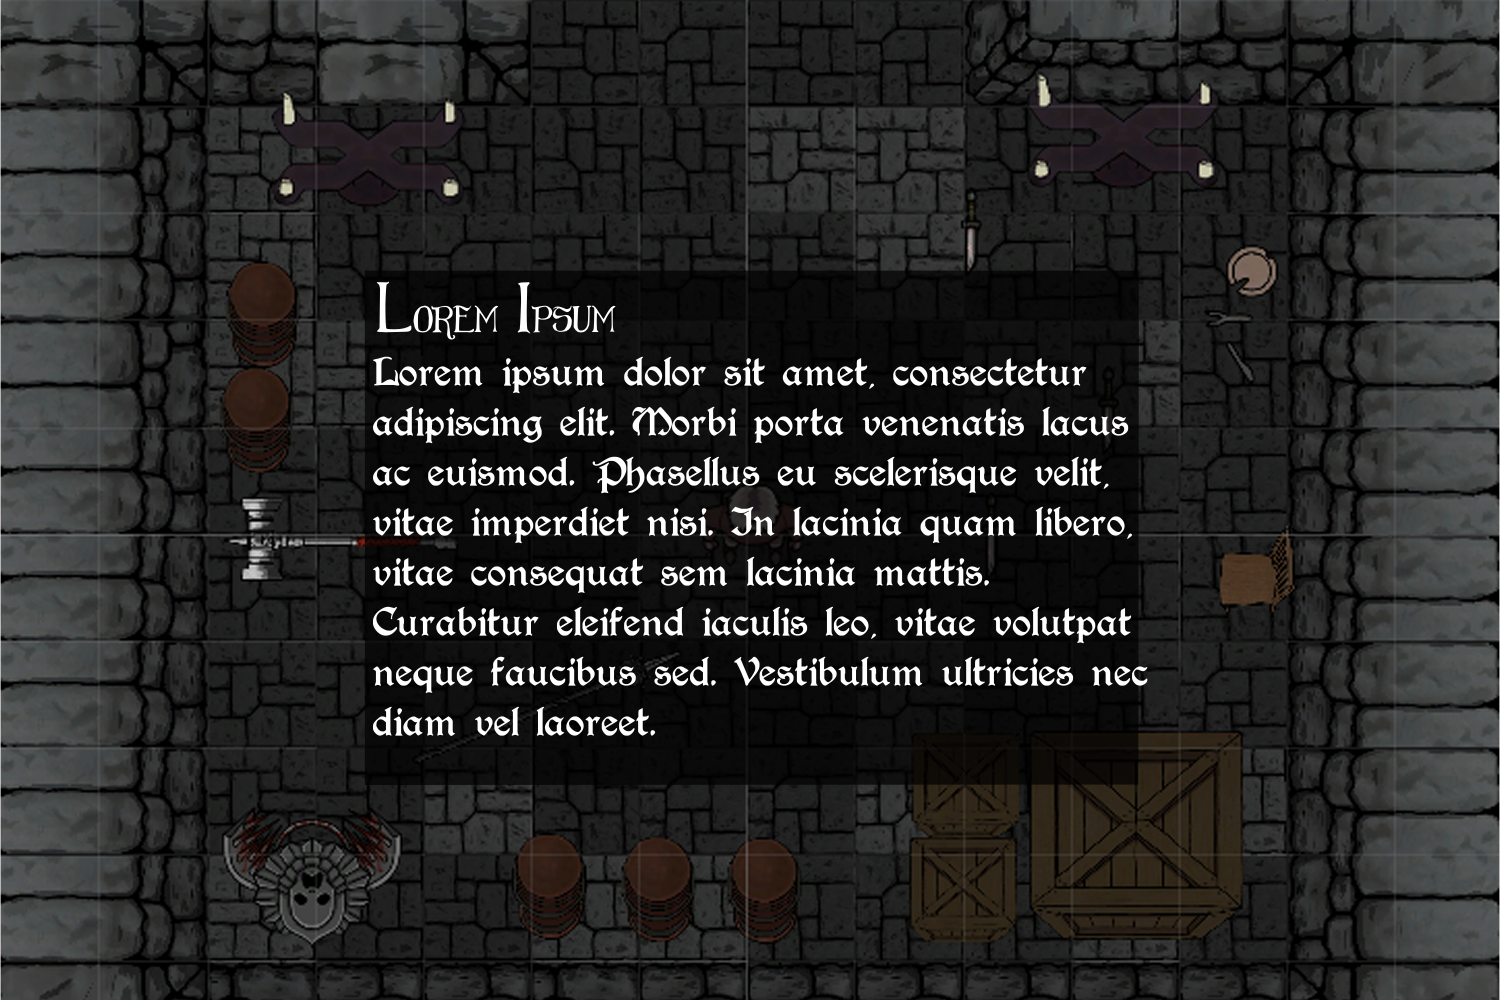 Lorem Ipsum
Lorem ipsum dolor sit amet, consectetur
adipiscing elit. Morbi porta venenatis lacus
ac euismod. Phasellus eu scelerisque velit,
vitae imperdiet nisi. In lacinia quam libero,
vitae consequat sem lacinia mattis.
Curabitur eleifend iaculis leo, vitae volutpat
neque faucibus sed. Vestibulum ultricies nec
diam vel laoreet.